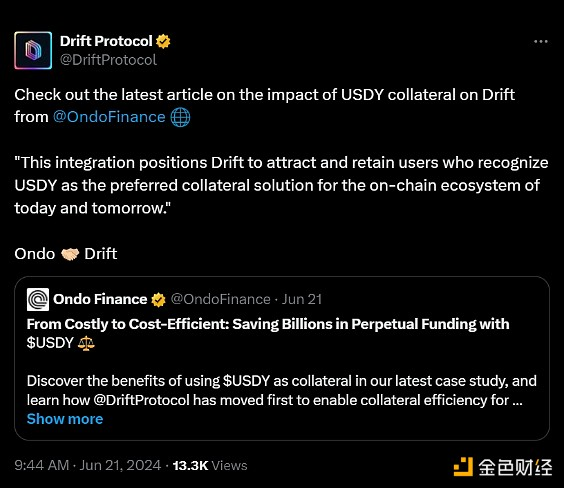 Drift Protocol
@DriftProtocol
Check out the latest article on the impact of USDY collateral on Drift
from @OndoFinance 🌐
"This integration positions Drift to attract and retain users who recognize
USDY as the preferred collateral solution for the on-chain ecosystem of
today and tomorrow."
Ondo 🤝 Drift
Ondo Finance @OndoFinance · Jun 21
From Costly to Cost-Efficient: Saving Billions in Perpetual Funding with
$USDY ⚖️
Discover the benefits of using $USDY as collateral in our latest case study, and
learn how @DriftProtocol has moved first to enable collateral efficiency for ...
Show more
9:44 AM · Jun 21, 2024 · 13.3K Views
金色财经